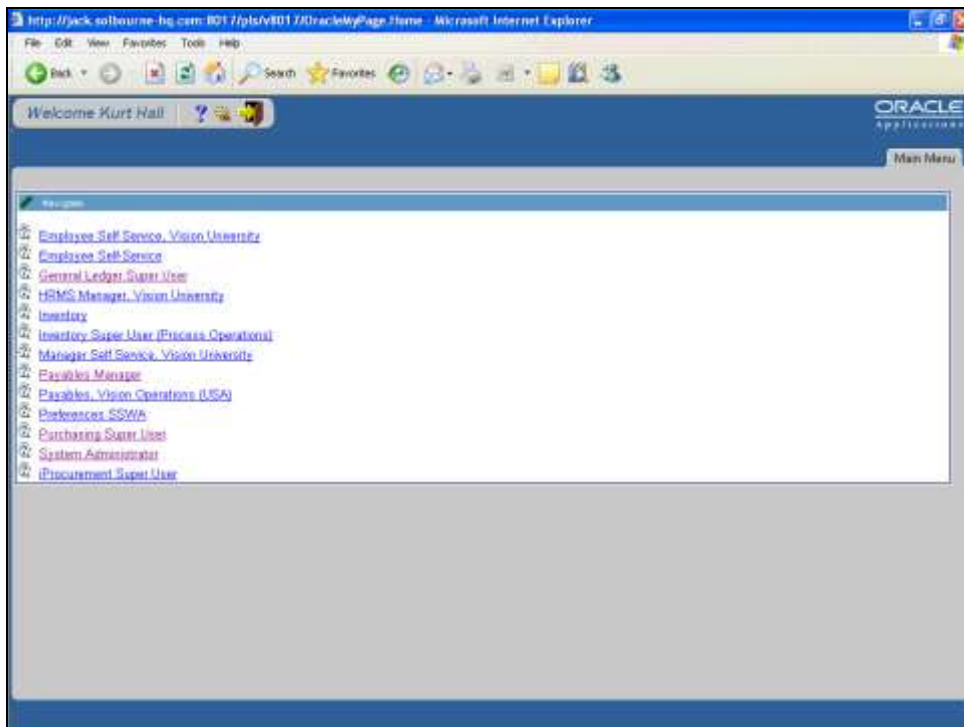 http://jack.solbourne-hq.com:8017/pls/v8017/OracleMyPage.Home - Microsoft Internet Explorer
File Edit View Favorites Tools Help
Back Search Favorites
Welcome Kurt Hall ?
ORACLE
Applications
Main Menu
Navigate
Employee Self Service, Vision University
Employee Self-Service
General Ledger Super User
HRMS Manager, Vision University
Inventory
Inventory Super User (Process Operations)
Manager Self Service, Vision University
Payables Manager
Payables, Vision Operations (USA)
Preferences SSWA
Purchasing Super User
System Administrator
iProcurement Super User